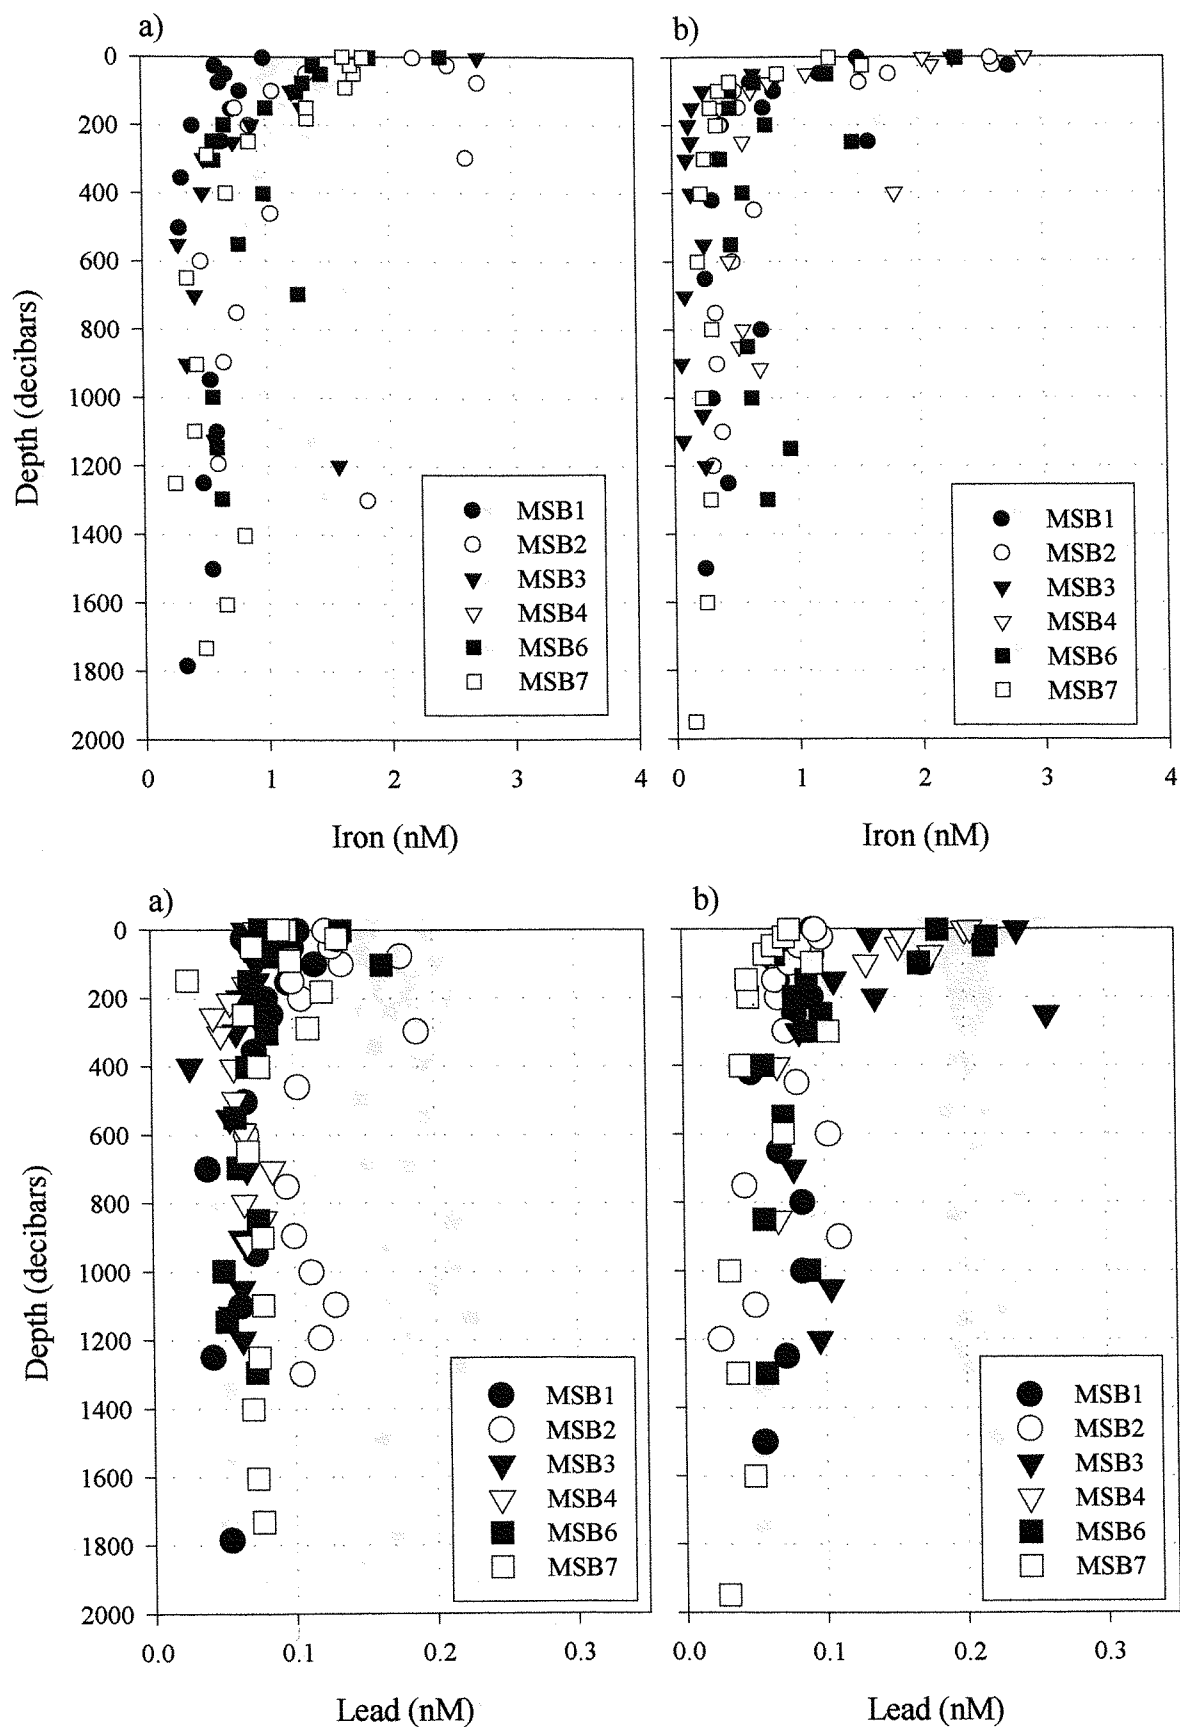 a)
b)
0
200
400
600
800
1000
1200
1400
1600
1800
2000
Depth (decibars)
MSB1
MSB2
MSB3
MSB4
MSB6
MSB7
MSB1
MSB2
MSB3
MSB4
MSB6
MSB7
0 1 2 3 4
0 1 2 3 4
Iron (nM)
Iron (nM)
a)
b)
0
200
400
600
800
1000
1200
1400
1600
1800
2000
Depth (decibars)
MSB1
MSB2
MSB3
MSB4
MSB6
MSB7
MSB1
MSB2
MSB3
MSB4
MSB6
MSB7
0.0 0.1 0.2 0.3
0.0 0.1 0.2 0.3
Lead (nM)
Lead (nM)